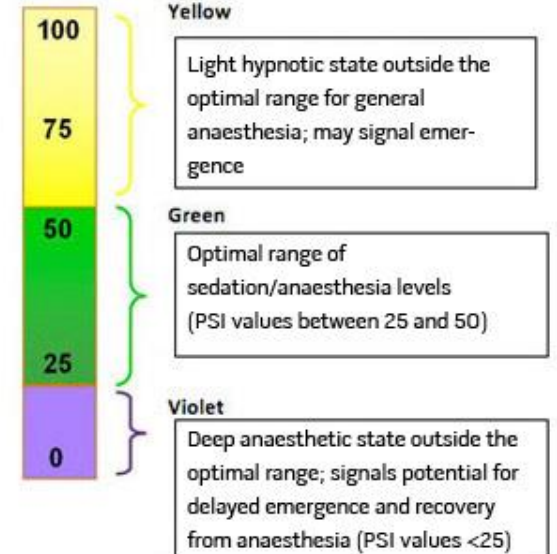 100
75
50
25
0
Yellow
Light hypnotic state outside the
optimal range for general
anaesthesia; may signal emer-
gence
Green
Optimal range of
sedation/anaesthesia levels
(PSI values between 25 and 50)
Violet
Deep anaesthetic state outside the
optimal range; signals potential for
delayed emergence and recovery
from anaesthesia (PSI values <25)